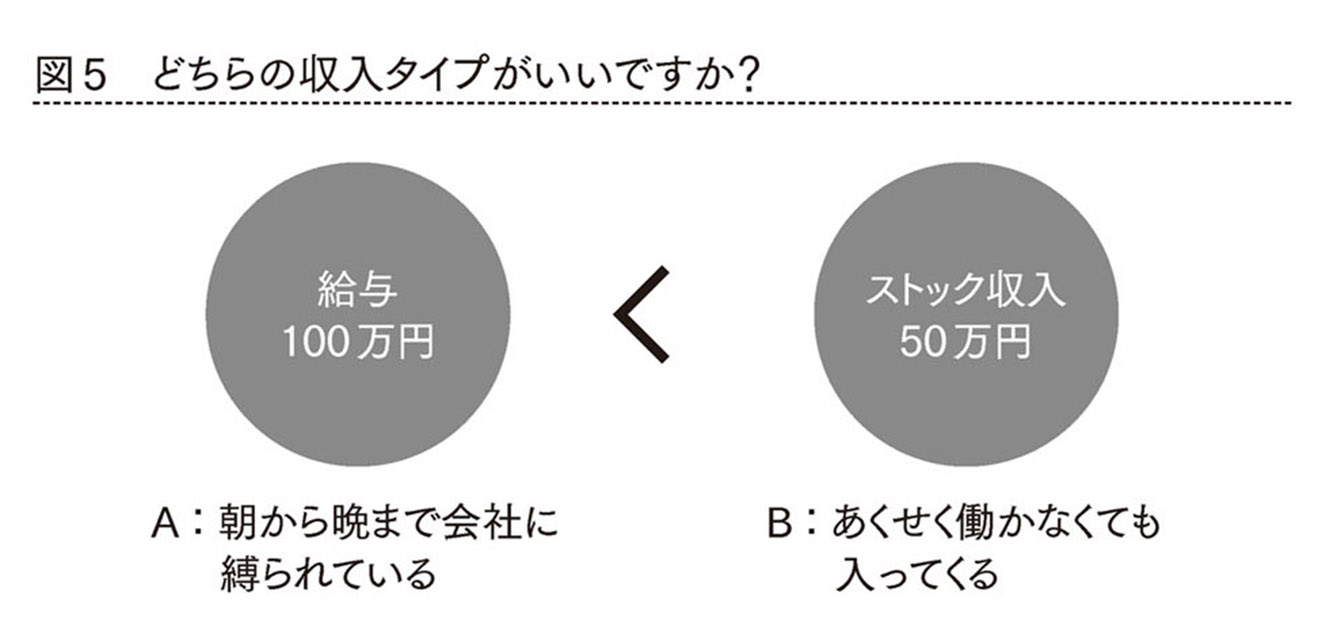 図5 どちらの収入タイプがいいですか?
給与
100万円
<
ストック収入
50万円
A:朝から晩まで会社に
縛られている
B:あくせく働かなくても
入ってくる